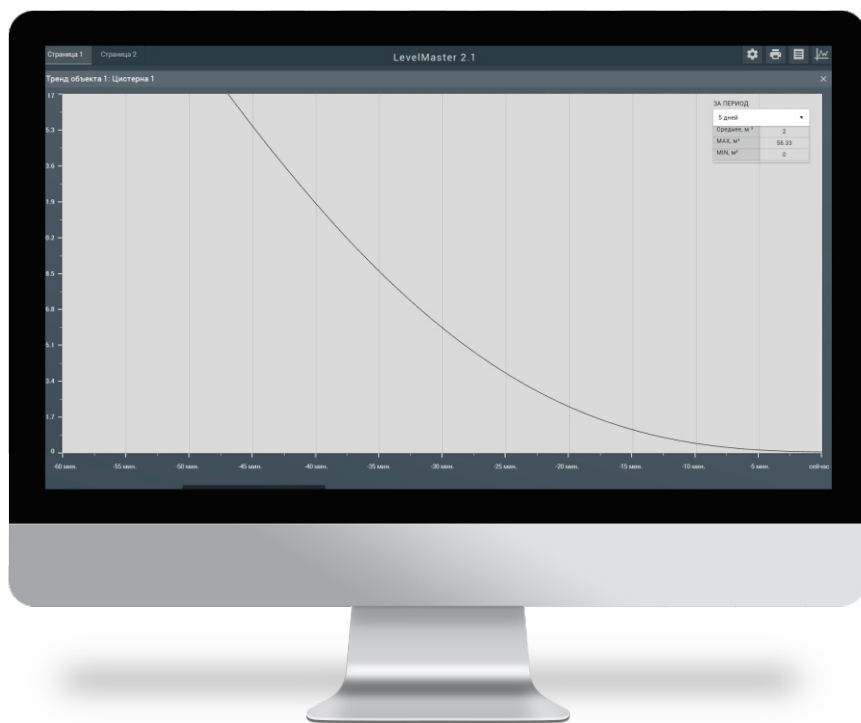 Страница 1 Страница 2 LevelMaster 2.1
Тренд объекта 1: Цистерна 1 ×
ЗА ПЕРИОД
5 дней
Среднее, м³ 2
MAX, м³ 56.33
MIN, м³ 0
17
5.3
3.6
1.9
0.2
8.5
6.8
5.1
3.4
1.7
0
-60 мин. -55 мин. -50 мин. -45 мин. -40 мин. -35 мин. -30 мин. -25 мин. -20 мин. -15 мин. -10 мин. -5 мин. сейчас